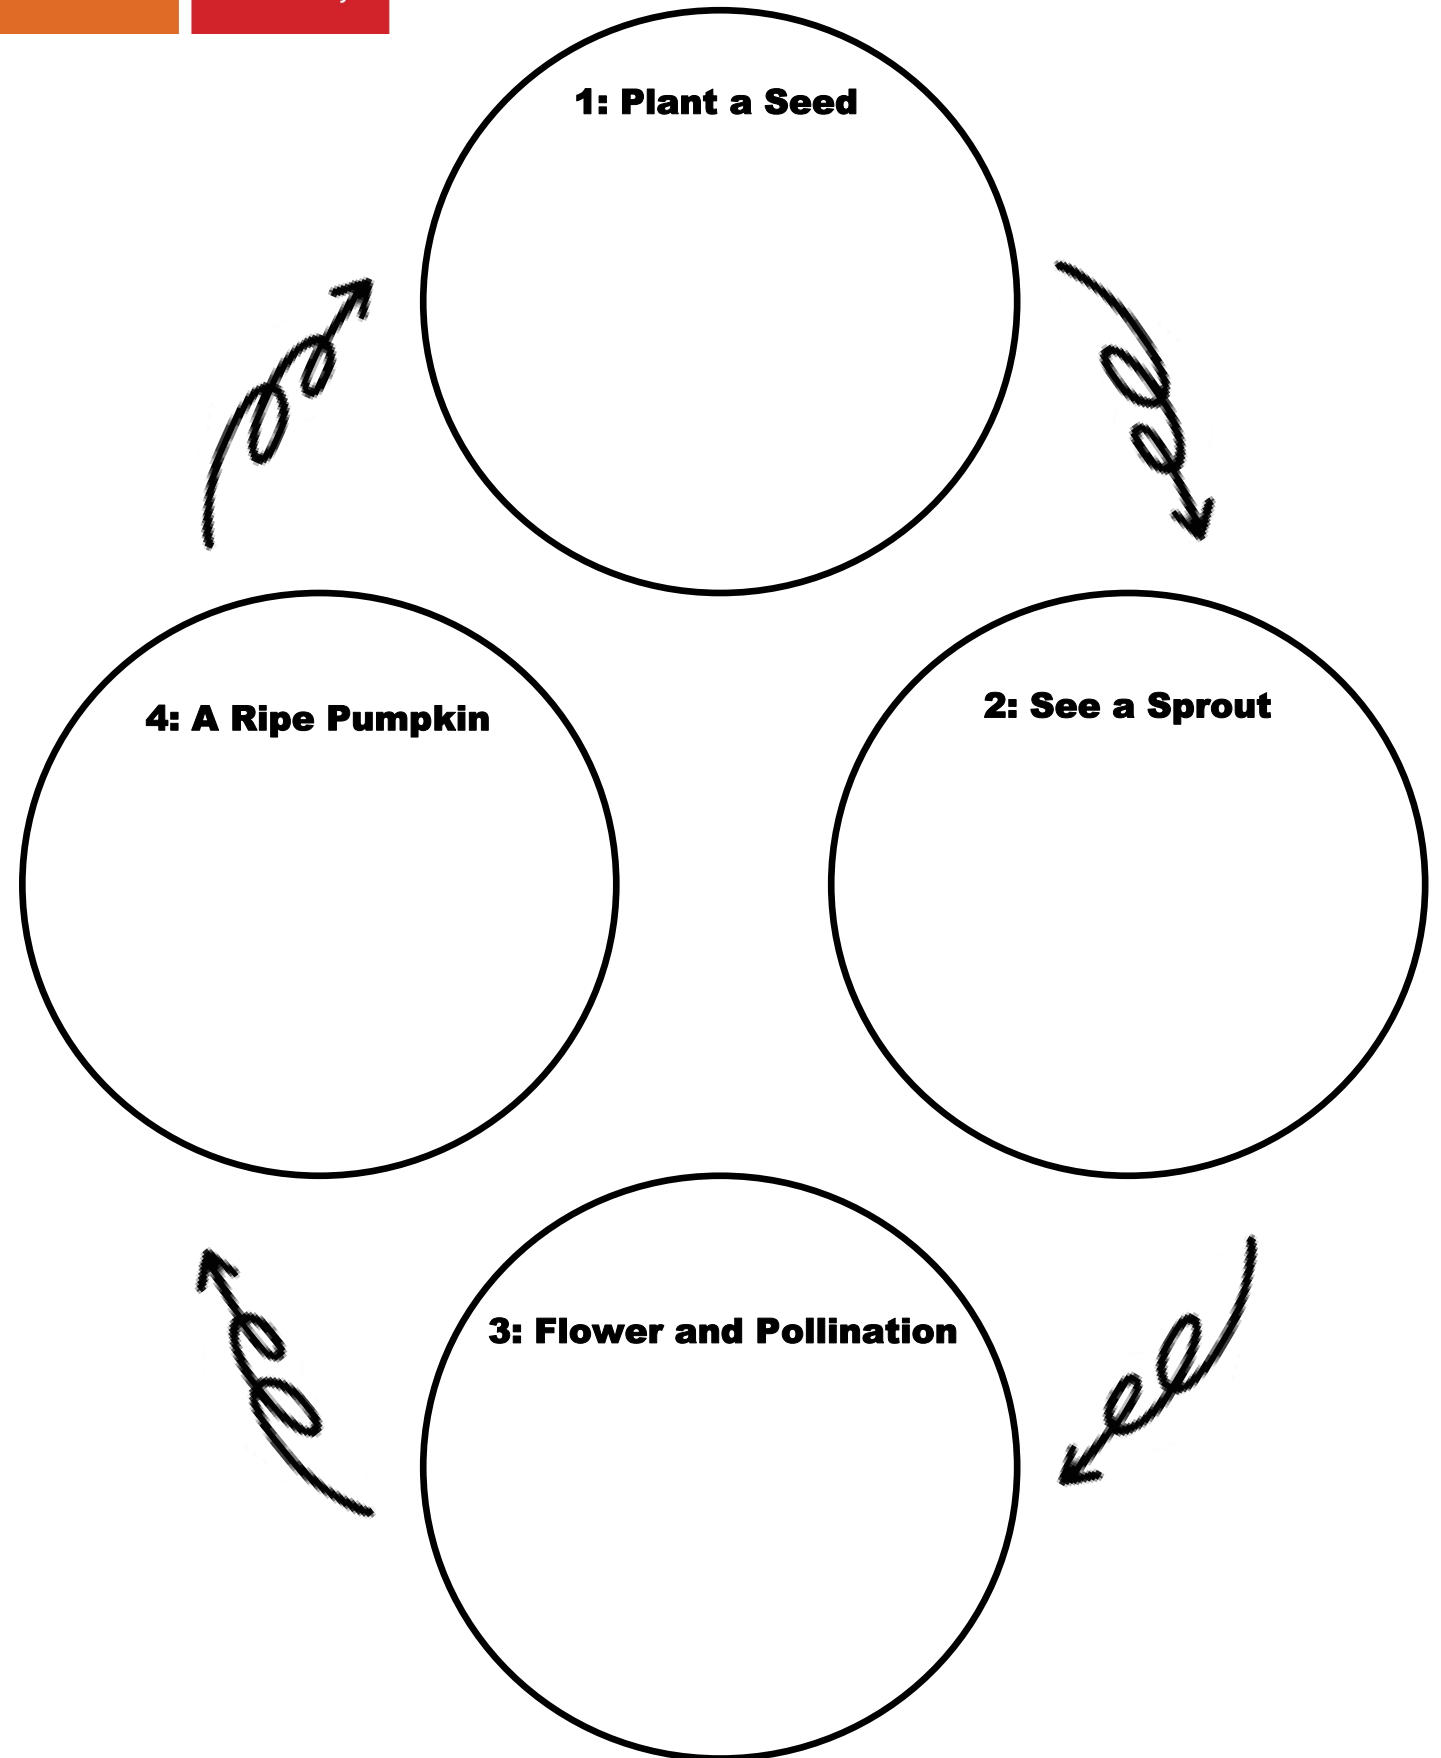 1: Plant a Seed
2: See a Sprout
3: Flower and Pollination
4: A Ripe Pumpkin